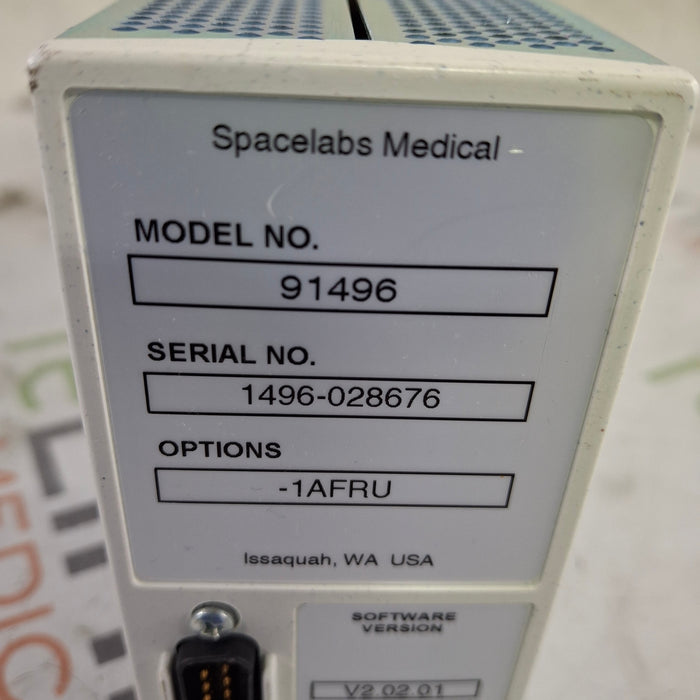 Spacelabs Medical
MODEL NO.
91496
SERIAL NO.
1496-028676
OPTIONS
-1AFRU
Issaquah, WA USA
SOFTWARE
VERSION
V2.02.01